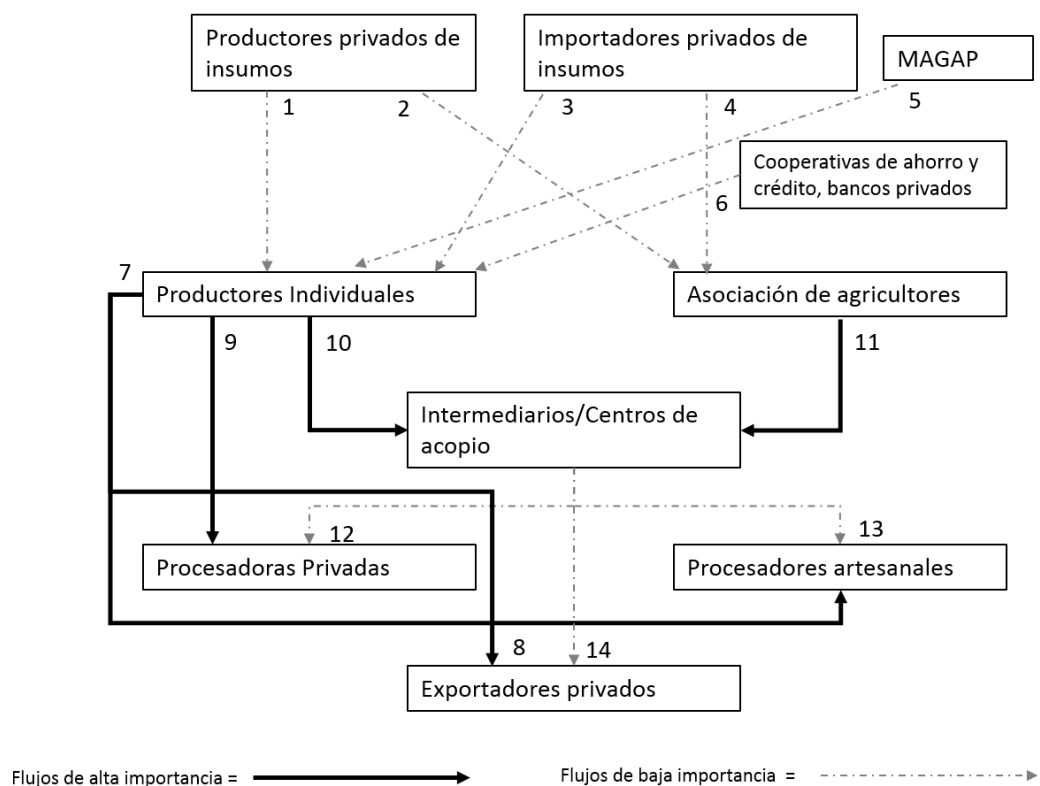 Productores privados de
insumos
Importadores privados de
insumos
MAGAP
1
2
3
4
5
Cooperativas de ahorro y
crédito, bancos privados
6
7
Productores Individuales
Asociación de agricultores
9
10
11
Intermediarios/Centros de
acopio
12
13
Procesadoras Privadas
Procesadores artesanales
8
14
Exportadores privados
Flujos de alta importancia =
Flujos de baja importancia =